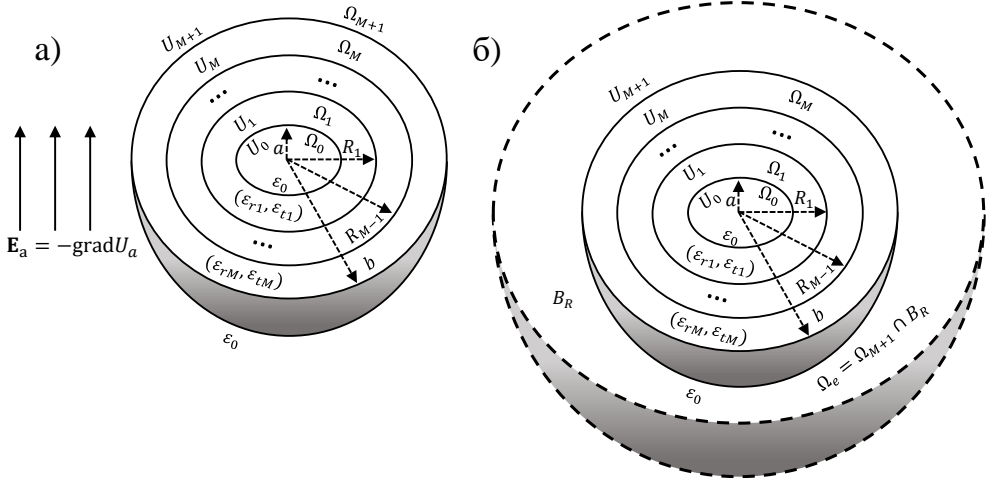 а)
U_{M+1}
Ω_{M+1}
U_M
Ω_M
...
...
U_1
Ω_1
U_0
Ω_0
a
R_1
ε_0
(ε_{r1}, ε_{t1})
R_{M−1}
...
b
(ε_{rM}, ε_{tM})
ε_0
E_a = −gradU_a
б)
U_{M+1}
U_M
Ω_M
...
...
U_1
Ω_1
U_0
Ω_0
a
R_1
ε_0
(ε_{r1}, ε_{t1})
R_{M−1}
...
b
(ε_{rM}, ε_{tM})
B_R
Ω_e = Ω_{M+1} ∩ B_R
ε_0